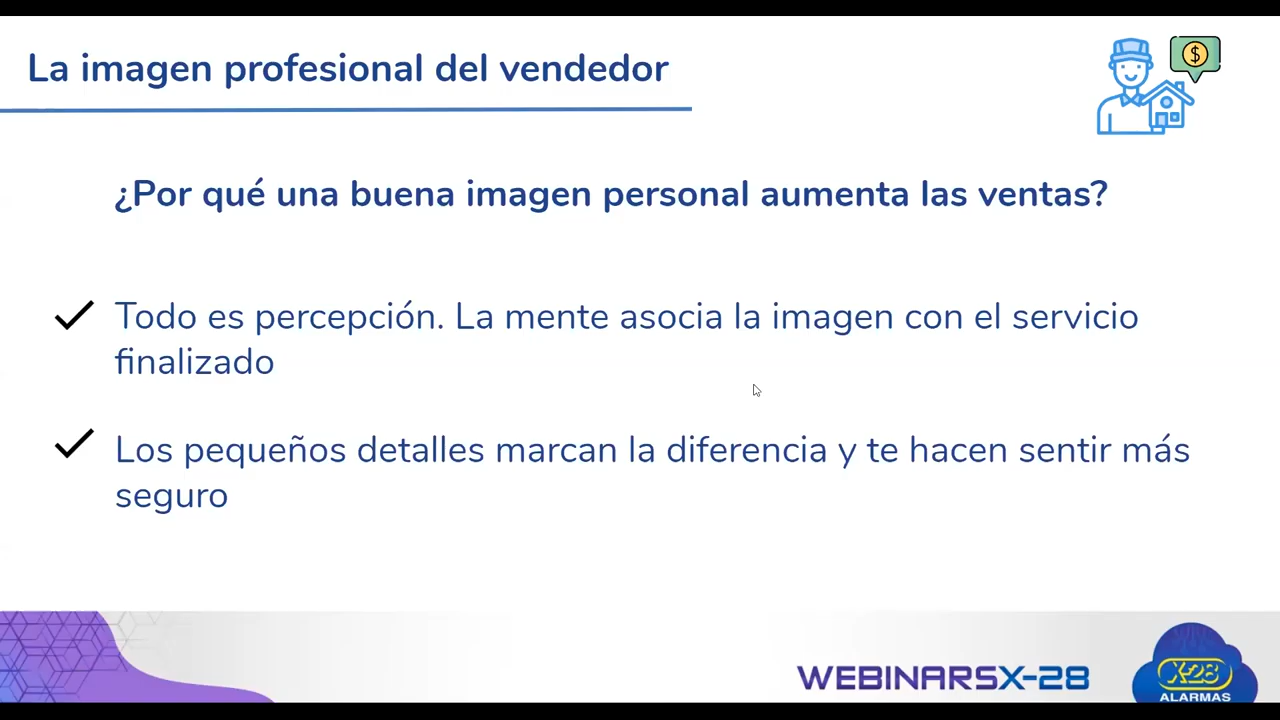 La imagen profesional del vendedor
$
¿Por qué una buena imagen personal aumenta las ventas?
Todo es percepción. La mente asocia la imagen con el servicio
finalizado
Los pequeños detalles marcan la diferencia y te hacen sentir más
seguro
WEBINARSX-28
X-28
ALARMAS